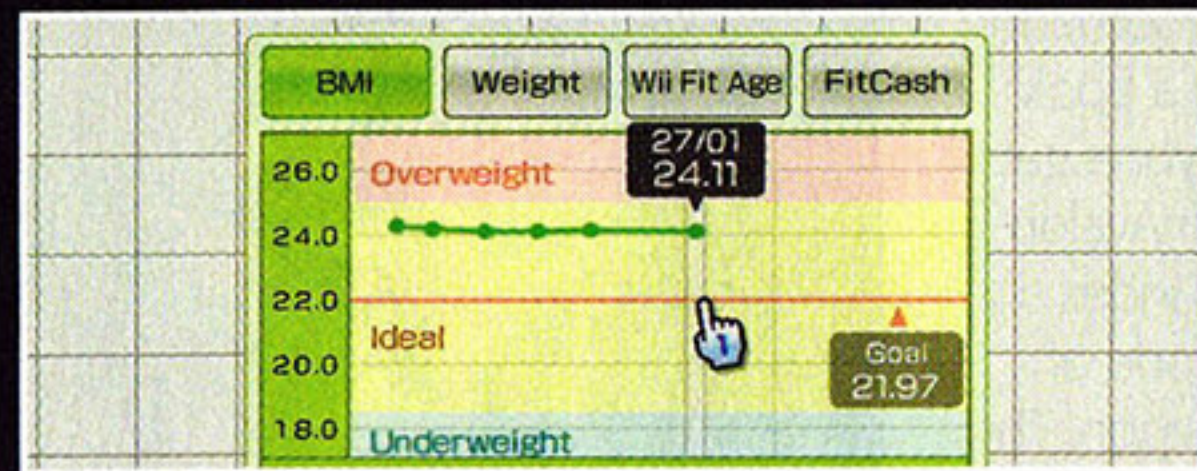 BMI Weight Wii Fit Age FitCash
27/01
24.11
26.0 Overweight
24.0
22.0
Ideal
20.0
Goal
21.97
18.0
Underweight
1